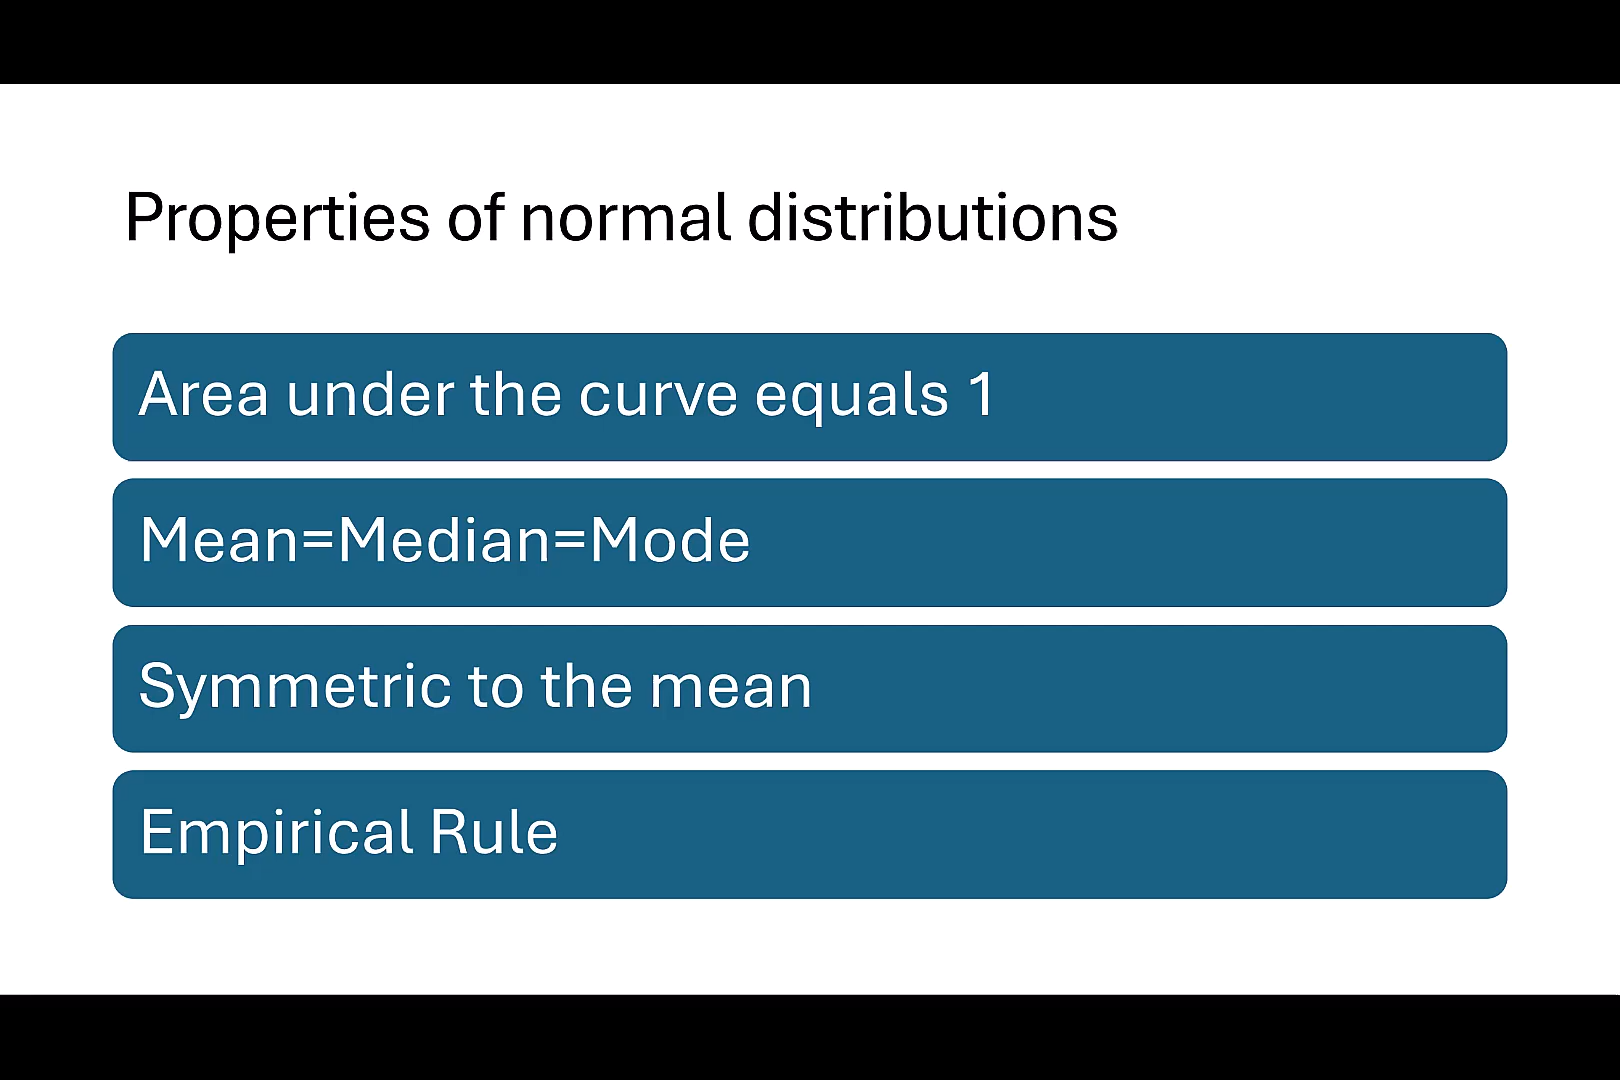 Properties of normal distributions
Area under the curve equals 1
Mean=Median=Mode
Symmetric to the mean
Empirical Rule